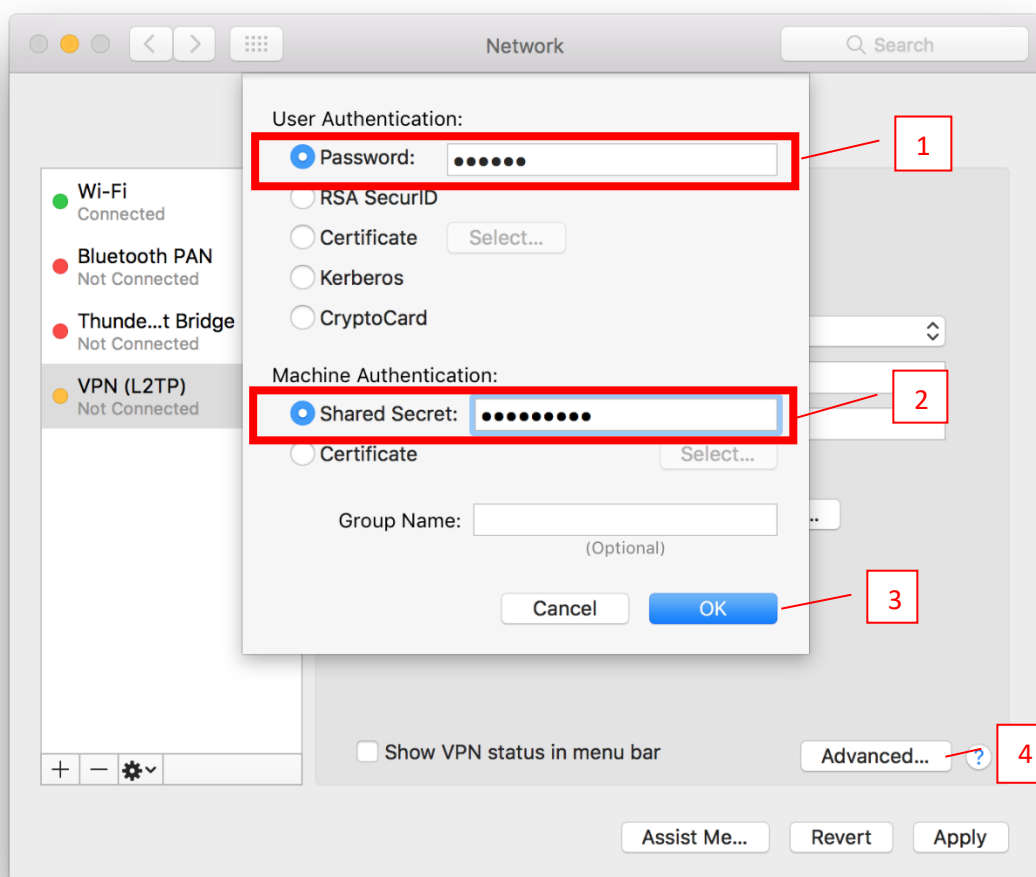 Network
Search
User Authentication:
Password: ●●●●●●
1
RSA SecurID
Certificate Select...
Kerberos
CryptoCard
Machine Authentication:
Shared Secret: ●●●●●●●●●
2
Certificate Select...
Group Name:
(Optional)
Cancel OK
3
Wi-Fi
Connected
Bluetooth PAN
Not Connected
Thunde...t Bridge
Not Connected
VPN (L2TP)
Not Connected
..
Show VPN status in menu bar
Advanced... ?
4
+ −
Assist Me... Revert Apply